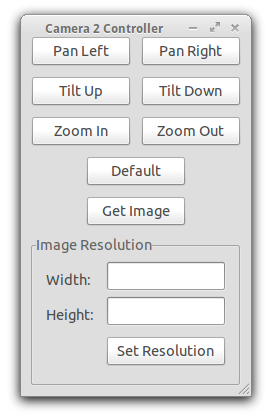 Camera 2 Controller
Pan Left Pan Right
Tilt Up Tilt Down
Zoom In Zoom Out
Default
Get Image
Image Resolution
Width:
Height:
Set Resolution